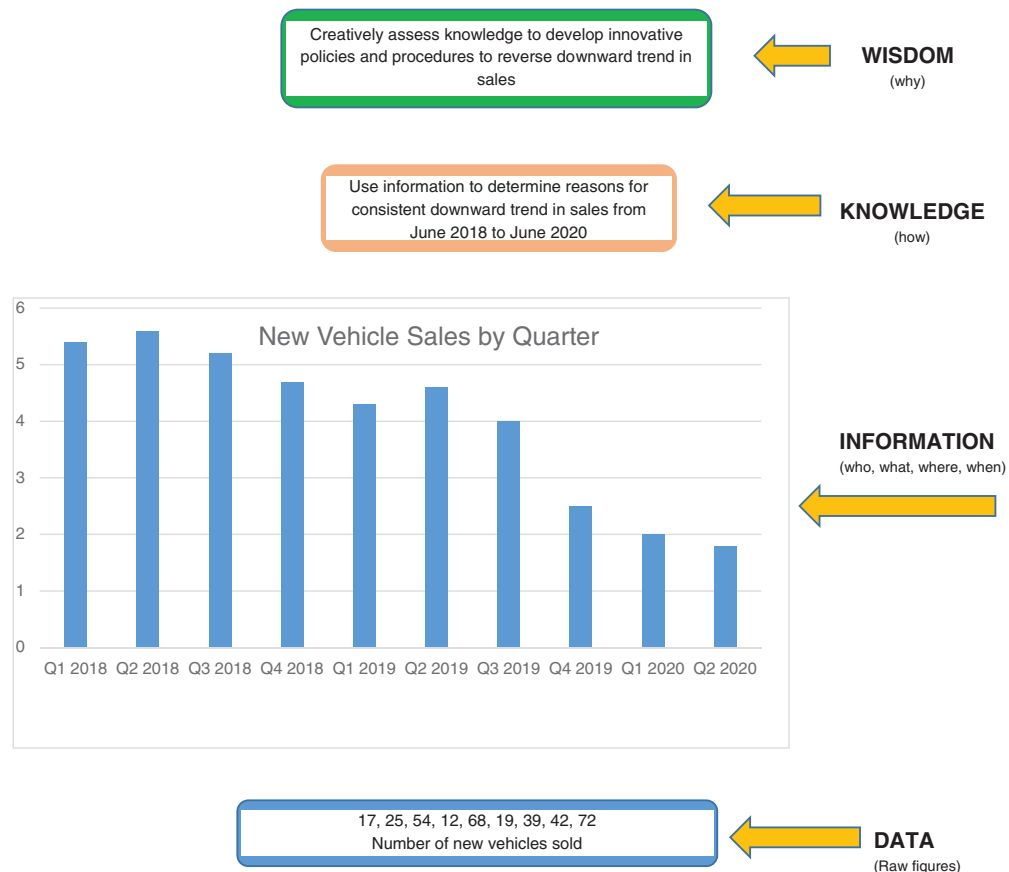 Creatively assess knowledge to develop innovative
policies and procedures to reverse downward trend in
sales
WISDOM
(why)
Use information to determine reasons for
consistent downward trend in sales from
June 2018 to June 2020
KNOWLEDGE
(how)
New Vehicle Sales by Quarter
6
5
4
3
2
1
0
Q1 2018 Q2 2018 Q3 2018 Q4 2018 Q1 2019 Q2 2019 Q3 2019 Q4 2019 Q1 2020 Q2 2020
INFORMATION
(who, what, where, when)
17, 25, 54, 12, 68, 19, 39, 42, 72
Number of new vehicles sold
DATA
(Raw figures)